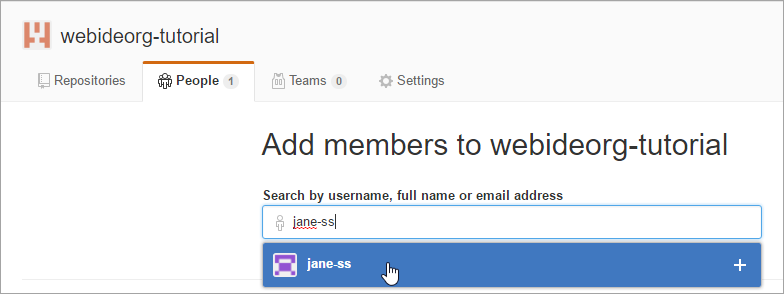 webideorg-tutorial
Repositories People 1 Teams 0 Settings
Add members to webideorg-tutorial
Search by username, full name or email address
jane-ss
jane-ss +